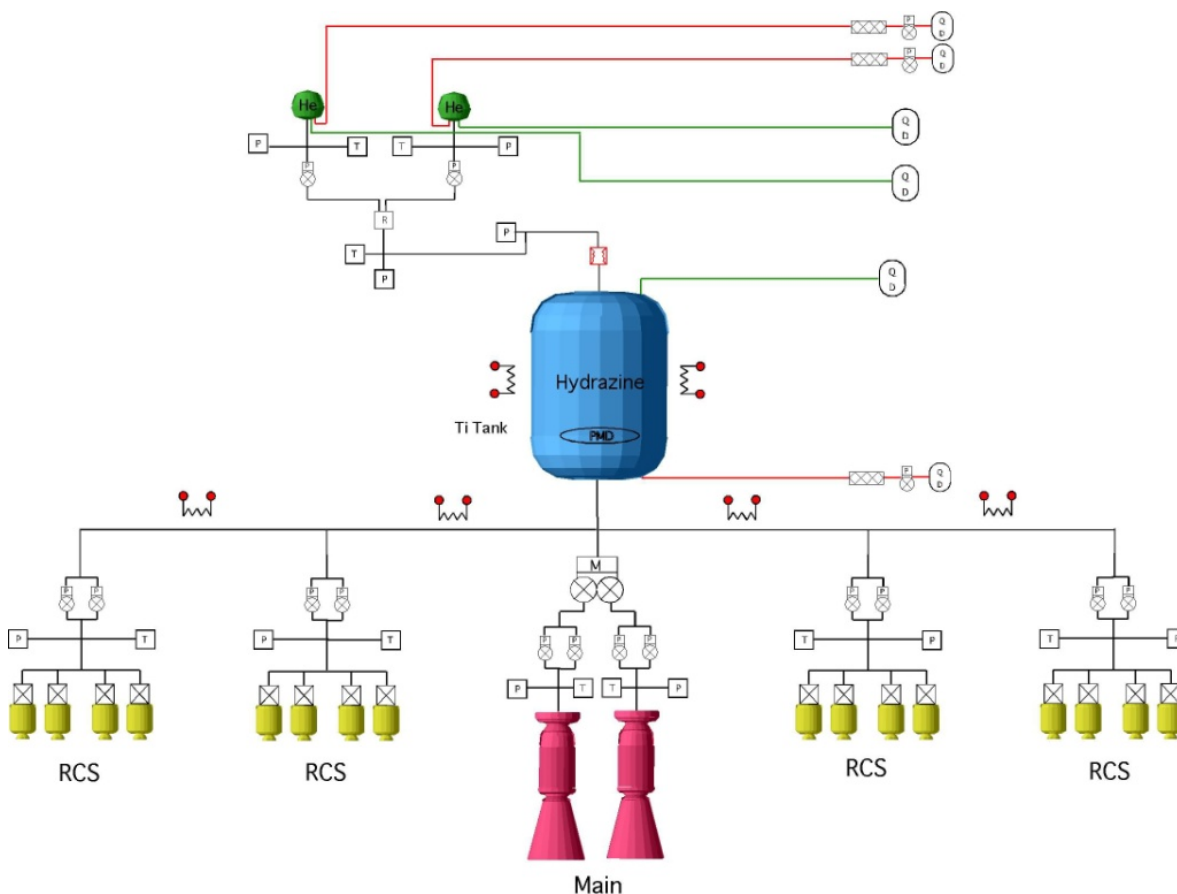 P Q
D
P Q
D
He He
Q
D
P T T P
P P
Q
D
R
P
T
P
Q
D
Hydrazine
Ti Tank
PMD
P Q
D
M
P P P P P P P P
P T P T T P T P
P P P P
P T T P
RCS RCS RCS RCS
Main